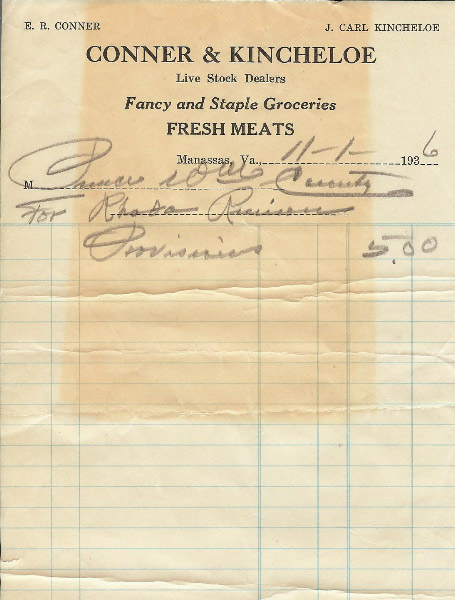 E. R. CONNER J. CARL KINCHELOE
CONNER & KINCHELOE
Live Stock Dealers
Fancy and Staple Groceries
FRESH MEATS
Manassas, Va., 11-1- 1936
M Prince County
For Rhoda
Provisions 5.00